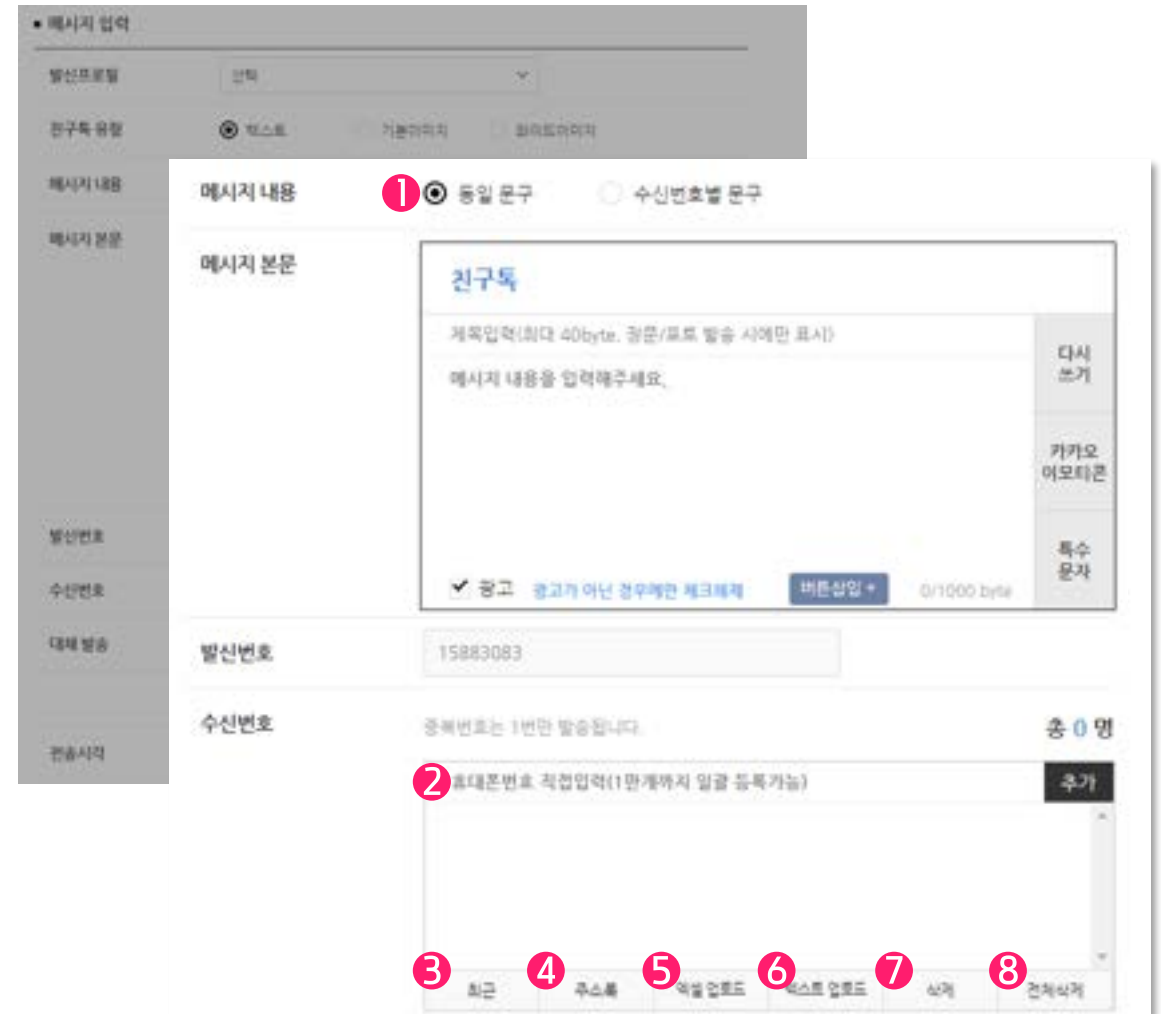 ▪ 메시지 입력
발신프로필 선택
친구톡 유형 텍스트 기본이미지 와이드이미지
메시지 내용
메시지 본문
발신번호
수신번호
대체 발송
전송시각
메시지 내용 ❶ 동일 문구 수신번호별 문구
메시지 본문
친구톡
제목입력(최대 40byte, 장문/포토 발송 시에만 표시)
메시지 내용을 입력해주세요.
다시
쓰기
카카오
이모티콘
특수
문자
광고 광고가 아닌 경우에만 체크해제 버튼삽입 + 0/1000 byte
발신번호 15883083
수신번호 중복번호는 1번만 발송됩니다. 총 0 명
❷ 휴대폰번호 직접입력(1만개까지 일괄 등록가능) 추가
❸ 최근 ❹ 주소록 ❺ 엑셀 업로드 ❻ 텍스트 업로드 ❼ 삭제 ❽ 전체삭제